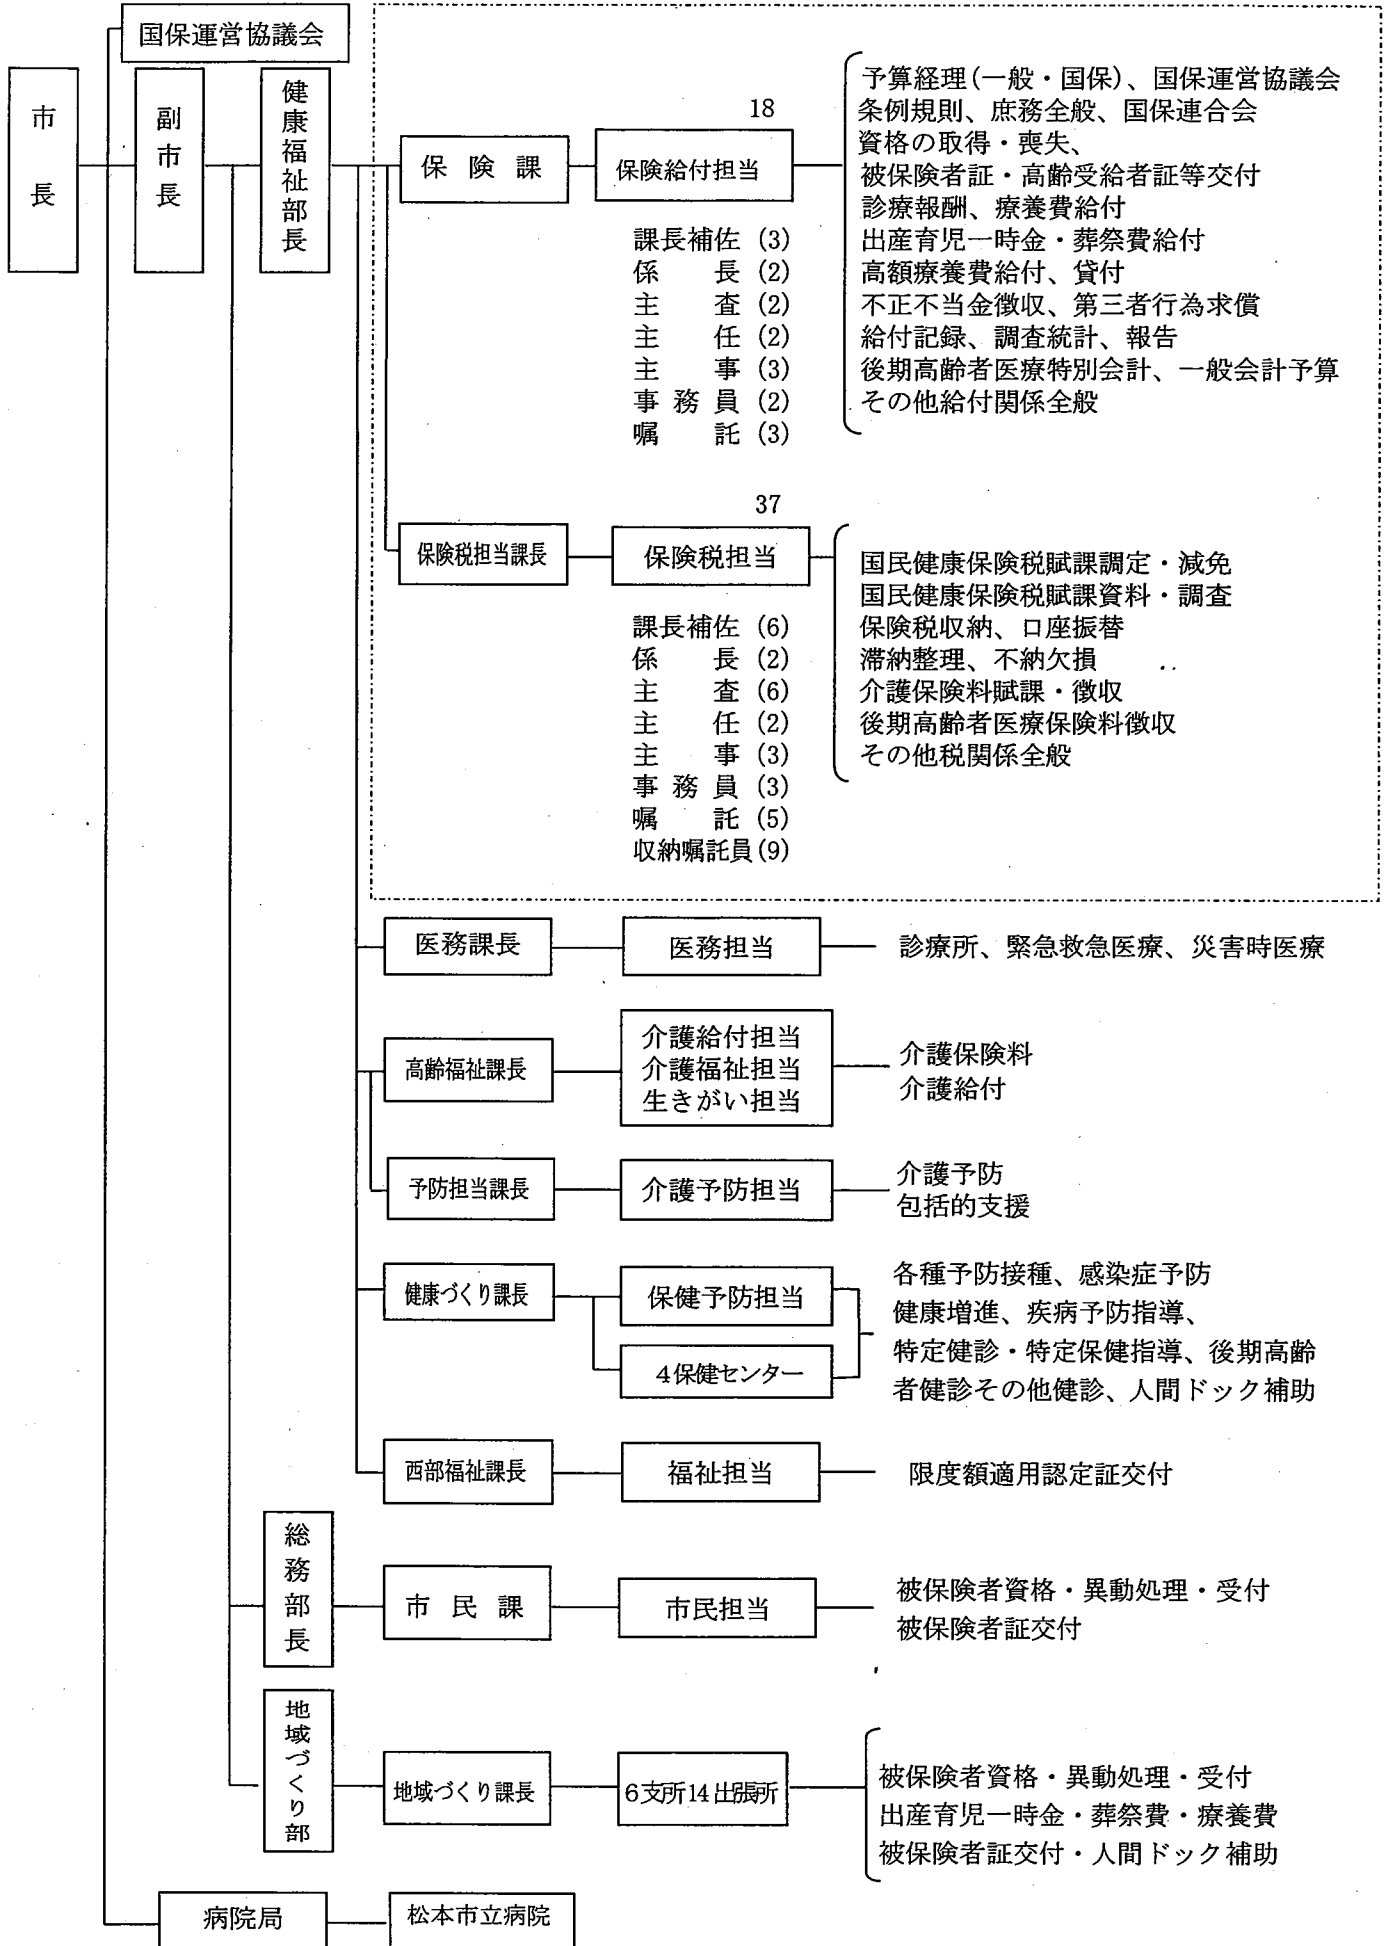 国保運営協議会
市長
副市長
健康福祉部長
保険課
18
保険給付担当
課長補佐(3)
係長(2)
主査(2)
主任(2)
主事(3)
事務員(2)
嘱託(3)
予算経理(一般・国保)、国保運営協議会
条例規則、庶務全般、国保連合会
資格の取得・喪失、
被保険者証・高齢受給者証等交付
診療報酬、療養費給付
出産育児一時金・葬祭費給付
高額療養費給付、貸付
不正不当金徴収、第三者行為求償
給付記録、調査統計、報告
後期高齢者医療特別会計、一般会計予算
その他給付関係全般
保険税担当課長
37
保険税担当
課長補佐(6)
係長(2)
主査(6)
主任(2)
主事(3)
事務員(3)
嘱託(5)
収納嘱託員(9)
国民健康保険税賦課調定・減免
国民健康保険税賦課資料・調査
保険税収納、口座振替
滞納整理、不納欠損
介護保険料賦課・徴収
後期高齢者医療保険料徴収
その他税関係全般
医務課長
医務担当
診療所、緊急救急医療、災害時医療
高齢福祉課長
介護給付担当
介護福祉担当
生きがい担当
介護保険料
介護給付
予防担当課長
介護予防担当
介護予防
包括的支援
健康づくり課長
保健予防担当
4保健センター
各種予防接種、感染症予防
健康増進、疾病予防指導、
特定健診・特定保健指導、後期高齢
者健診その他健診、人間ドック補助
西部福祉課長
福祉担当
限度額適用認定証交付
総務部長
市民課
市民担当
被保険者資格・異動処理・受付
被保険者証交付
地域づくり部
地域づくり課長
6支所14出張所
被保険者資格・異動処理・受付
出産育児一時金・葬祭費・療養費
被保険者証交付・人間ドック補助
病院局
松本市立病院